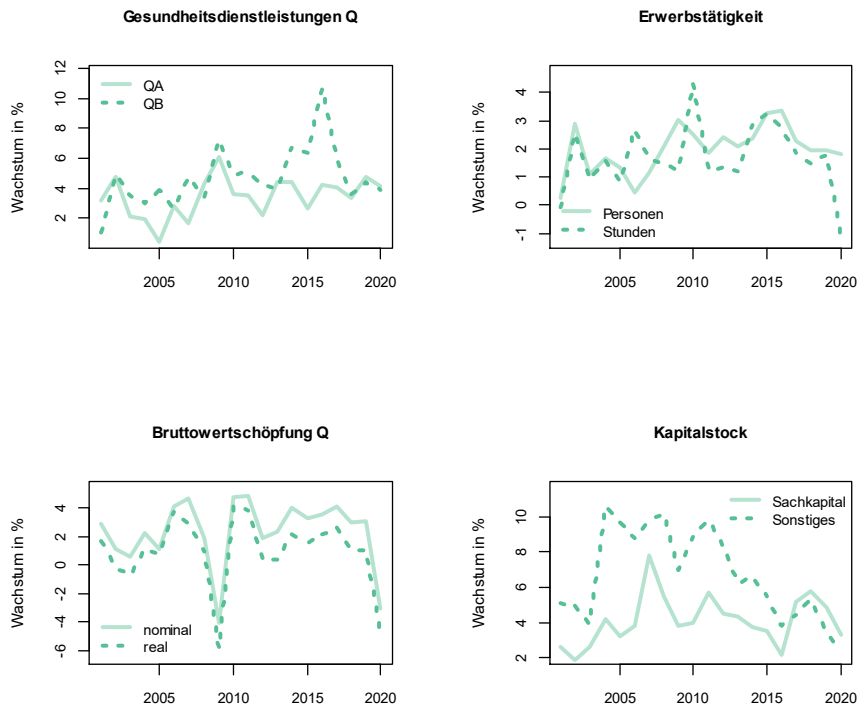 Gesundheitsdienstleistungen Q
Wachstum in %
12
10
8
6
4
2
QA
QB
2005 2010 2015 2020
Erwerbstätigkeit
Wachstum in %
4
3
2
1
0
-1
Personen
Stunden
2005 2010 2015 2020
Bruttowertschöpfung Q
Wachstum in %
4
2
0
-2
-4
-6
nominal
real
2005 2010 2015 2020
Kapitalstock
Wachstum in %
10
8
6
4
2
Sachkapital
Sonstiges
2005 2010 2015 2020